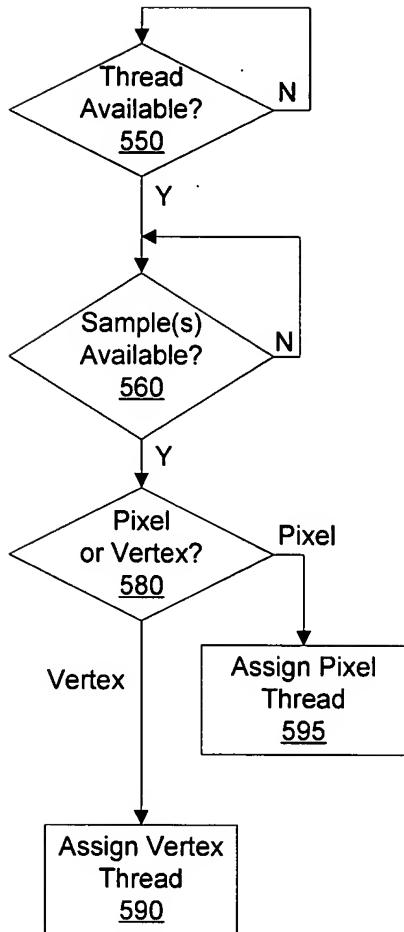 Thread
Available?
550
N
Y
Sample(s)
Available?
560
N
Y
Pixel
or Vertex?
580
Pixel
Vertex
Assign Pixel
Thread
595
Assign Vertex
Thread
590